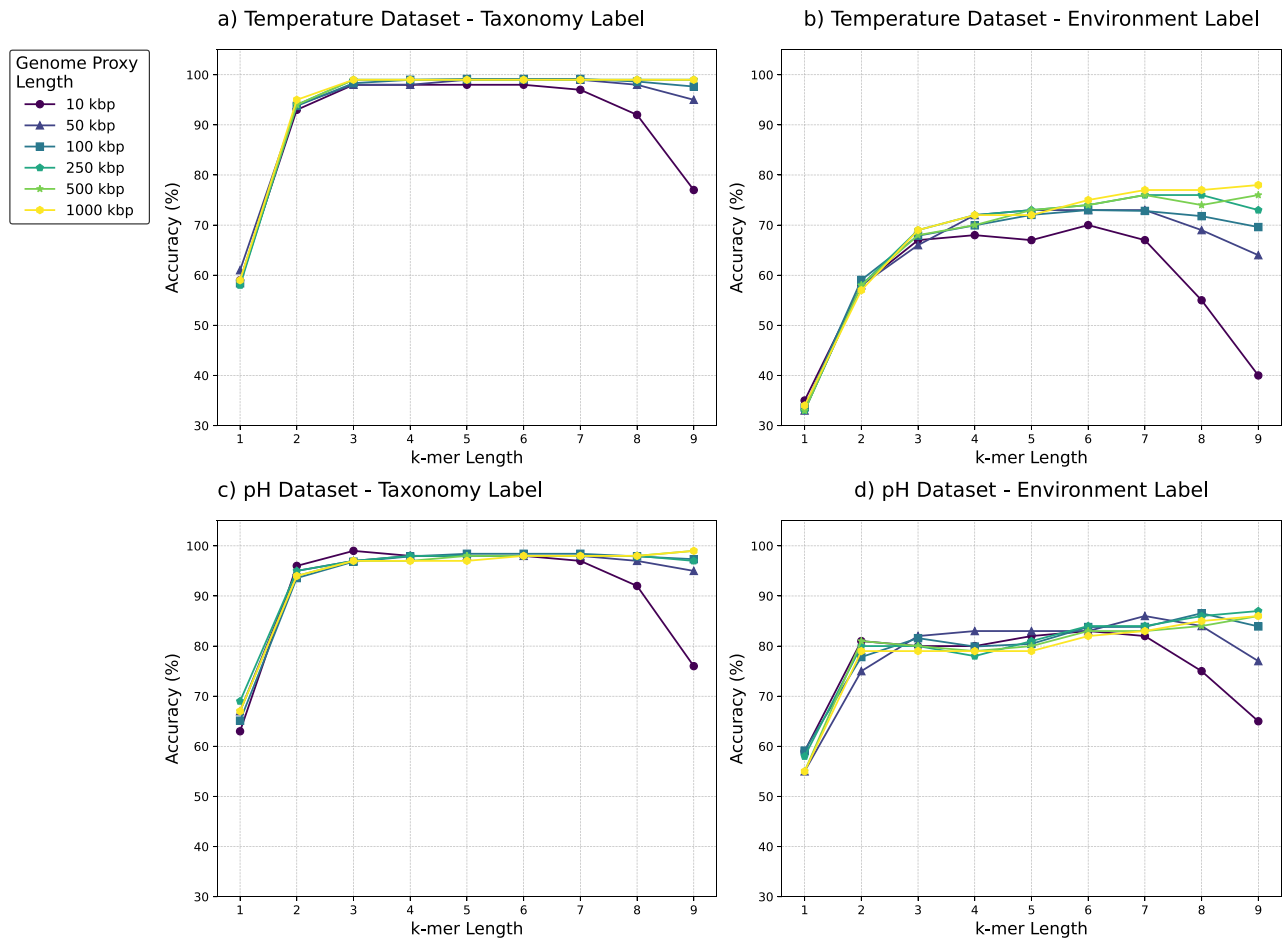 a) Temperature Dataset - Taxonomy Label
b) Temperature Dataset - Environment Label
Genome Proxy
Length
10 kbp
50 kbp
100 kbp
250 kbp
500 kbp
1000 kbp
Accuracy (%)
100
90
80
70
60
50
40
30
1 2 3 4 5 6 7 8 9
k-mer Length
Accuracy (%)
100
90
80
70
60
50
40
30
1 2 3 4 5 6 7 8 9
k-mer Length
c) pH Dataset - Taxonomy Label
d) pH Dataset - Environment Label
Accuracy (%)
100
90
80
70
60
50
40
30
1 2 3 4 5 6 7 8 9
k-mer Length
Accuracy (%)
100
90
80
70
60
50
40
30
1 2 3 4 5 6 7 8 9
k-mer Length